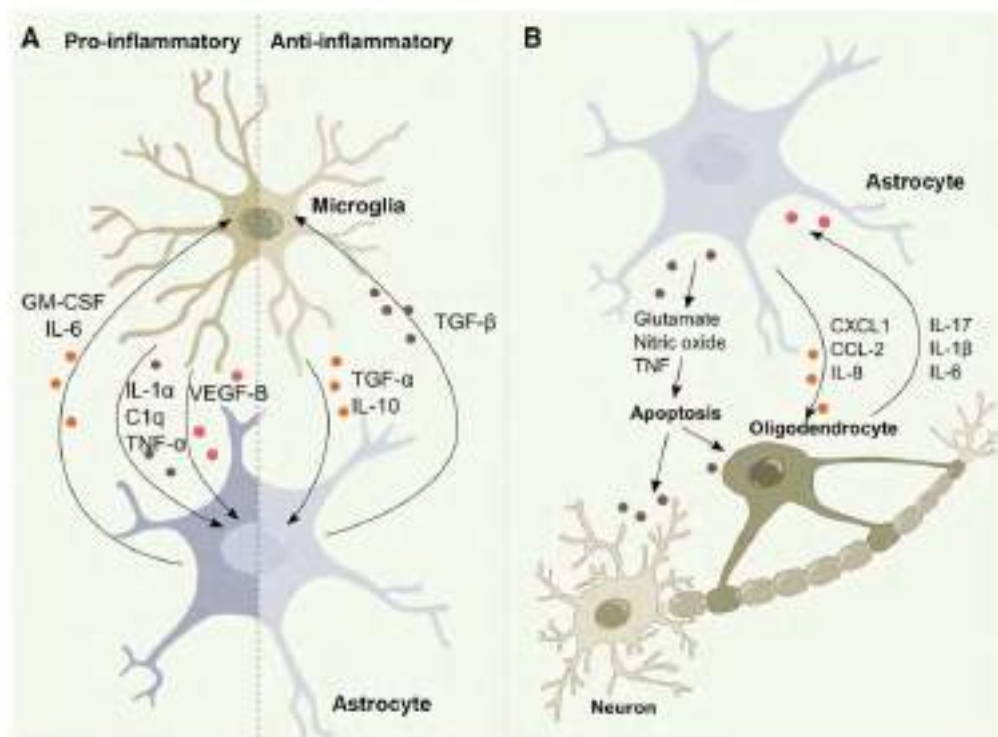 A
Pro-inflammatory
Anti-inflammatory
Microglia
GM-CSF
IL-6
TGF-β
IL-1α
C1q
TNF-α
VEGF-B
TGF-α
IL-10
Astrocyte
B
Astrocyte
Glutamate
Nitric oxide
TNF
CXCL1
CCL-2
IL-8
IL-17
IL-1β
IL-6
Apoptosis
Oligodendrocyte
Neuron